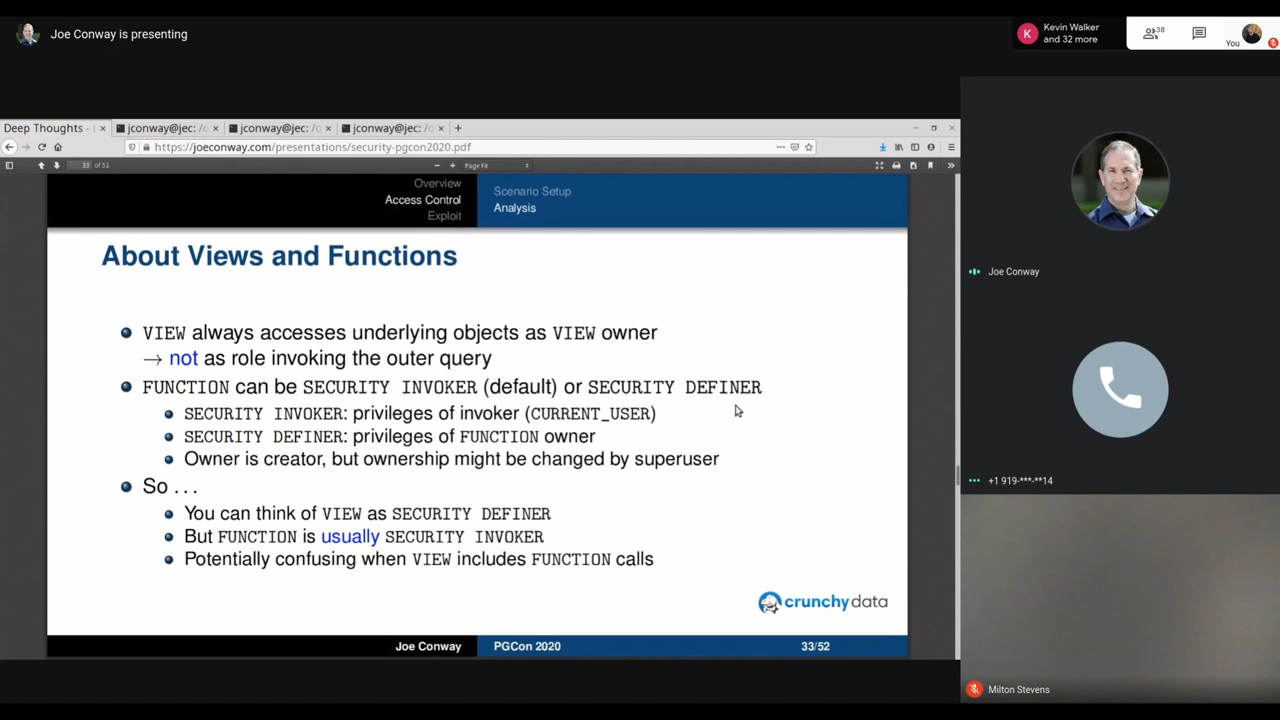 Joe Conway is presenting
Kevin Walker
and 32 more
K
38
You
Deep Thoughts -
jconway@jec: /
jconway@jec: /
jconway@jec: /
https://joeconway.com/presentations/security-pgcon2020.pdf
33 of 52
Page Fit
Overview
Access Control
Exploit
Scenario Setup
Analysis
About Views and Functions
VIEW always accesses underlying objects as VIEW owner
→ not as role invoking the outer query
FUNCTION can be SECURITY INVOKER (default) or SECURITY DEFINER
SECURITY INVOKER: privileges of invoker (CURRENT_USER)
SECURITY DEFINER: privileges of FUNCTION owner
Owner is creator, but ownership might be changed by superuser
So ...
You can think of VIEW as SECURITY DEFINER
But FUNCTION is usually SECURITY INVOKER
Potentially confusing when VIEW includes FUNCTION calls
crunchydata
Joe Conway
PGCon 2020
33/52
Joe Conway
+1 919-***-**14
Milton Stevens